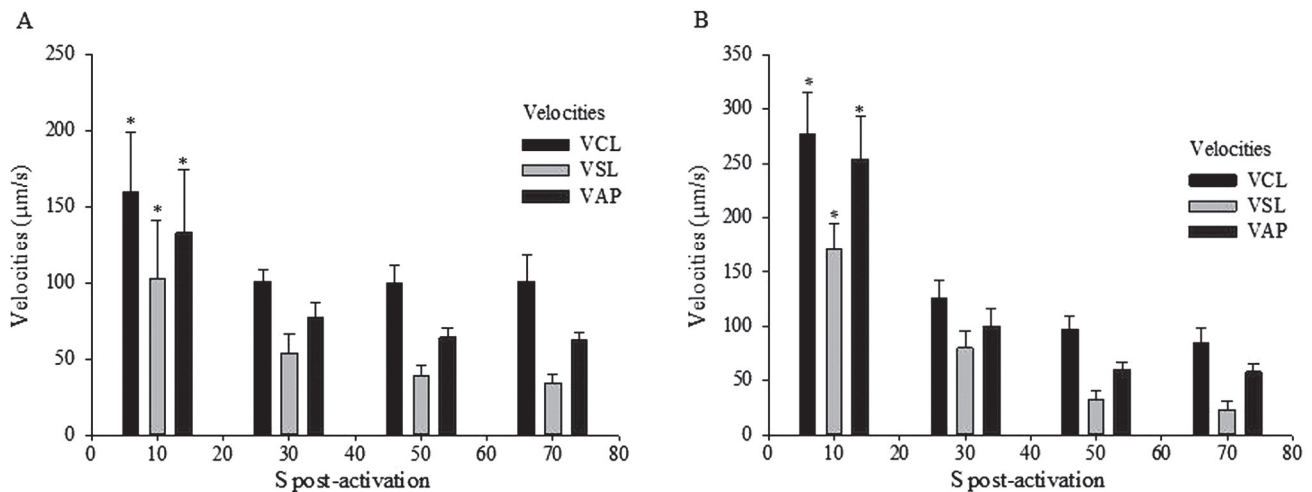 A
250
200
150
100
50
0
Velocities (µm/s)
* * *
Velocities
VCL
VSL
VAP
0 10 20 30 40 50 60 70 80
S post-activation
B
350
300
250
200
150
100
50
0
Velocities (µm/s)
* * *
Velocities
VCL
VSL
VAP
0 10 20 30 40 50 60 70 80
S post-activation